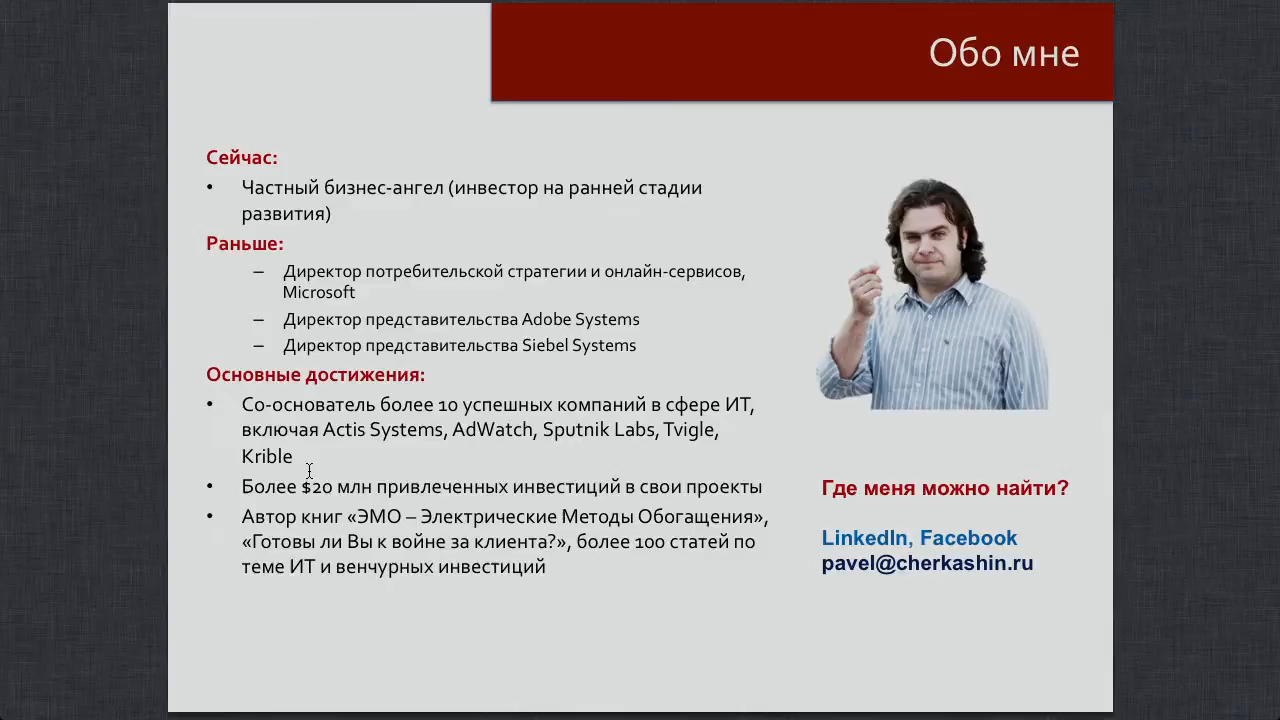 Обо мне
Сейчас:
• Частный бизнес-ангел (инвестор на ранней стадии
развития)
Раньше:
– Директор потребительской стратегии и онлайн-сервисов,
Microsoft
– Директор представительства Adobe Systems
– Директор представительства Siebel Systems
Основные достижения:
• Со-основатель более 10 успешных компаний в сфере ИТ,
включая Actis Systems, AdWatch, Sputnik Labs, Tvigle,
Krible
• Более $20 млн привлеченных инвестиций в свои проекты
• Автор книг «ЭМО – Электрические Методы Обогащения»,
«Готовы ли Вы к войне за клиента?», более 100 статей по
теме ИТ и венчурных инвестиций
Где меня можно найти?
LinkedIn, Facebook
pavel@cherkashin.ru